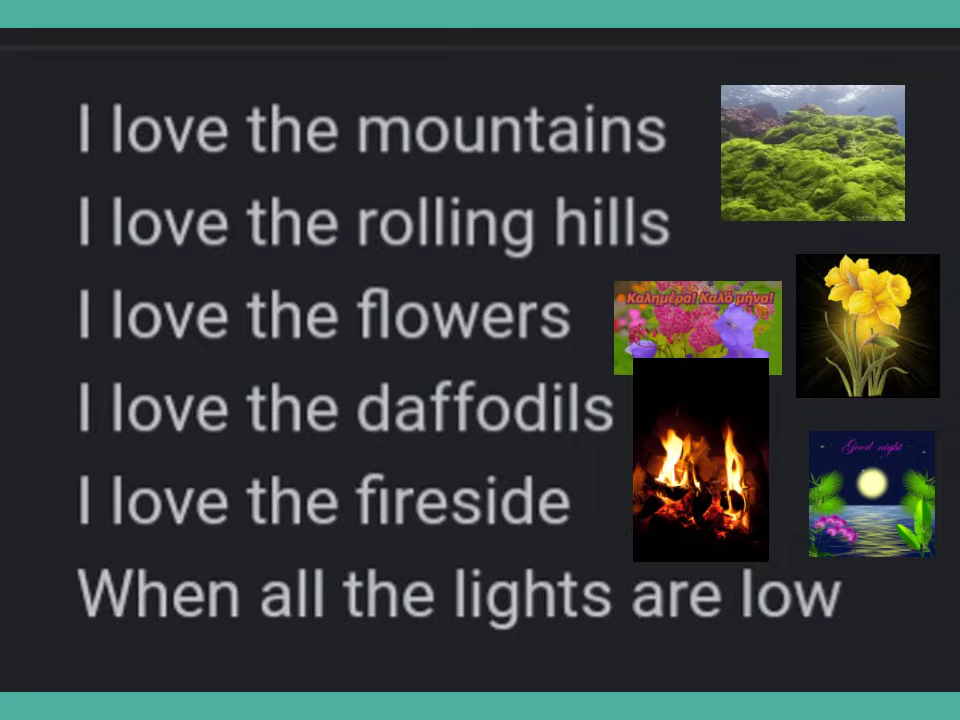 I love the mountains
I love the rolling hills
I love the flowers
Καλημέρα! Καλό μήνα!
I love the daffodils
Good night
I love the fireside
When all the lights are low